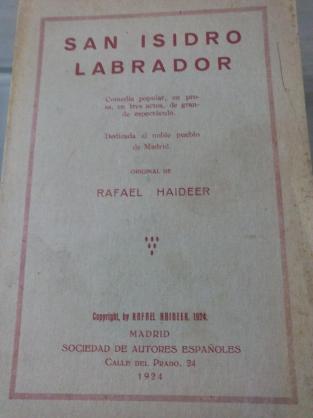 SAN ISIDRO
LABRADOR
Comedia popular, en pro-
sa, en tres actos, de gran-
de espectáculo.
Dedicada al noble pueblo
de Madrid.
ORIGINAL DE
RAFAEL HAIDEER
Copyright, by RAFAEL HAIDEER, 1924.
MADRID
SOCIEDAD DE AUTORES ESPAÑOLES
CALLE DEL PRADO, 24
1924